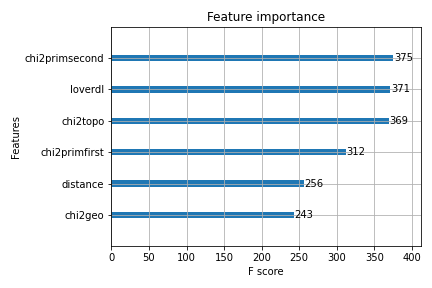 Feature importance
Features
chi2primsecond 375
loverdl 371
chi2topo 369
chi2primfirst 312
distance 256
chi2geo 243
0 50 100 150 200 250 300 350 400
F score